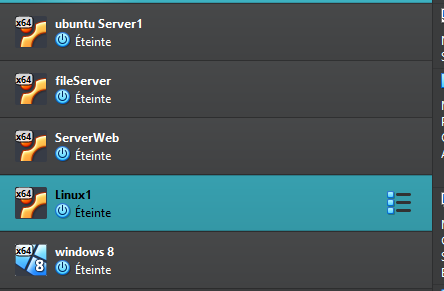 x64
ubuntu Server1
Éteinte
x64
fileServer
Éteinte
x64
ServerWeb
Éteinte
x64
Linux1
Éteinte
x64
8
windows 8
Éteinte